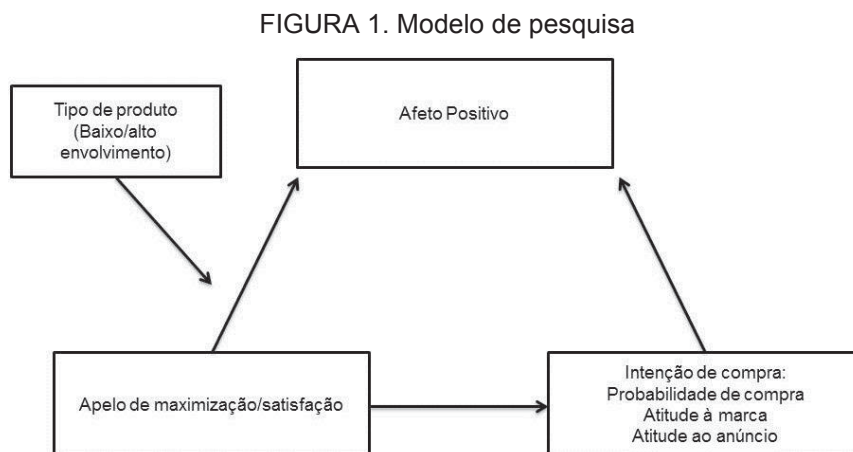 FIGURA 1. Modelo de pesquisa
Tipo de produto
(Baixo/alto
envolvimento)
Afeto Positivo
Apelo de maximização/satisfação
Intenção de compra:
Probabilidade de compra
Atitude à marca
Atitude ao anúncio